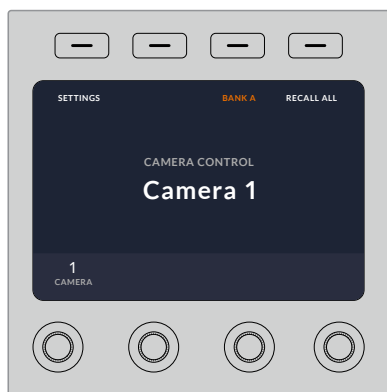 SETTINGS BANK A RECALL ALL
CAMERA CONTROL
Camera 1
1
CAMERA